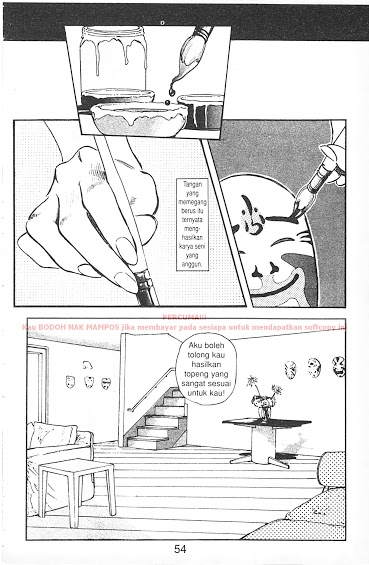 Tangan
yang
memegang
berus itu
ternyata
meng-
hasilkan
karya seni
yang
anggun.
PERCUMA!!!
Kau BODOH NAK MAMPOS jika membayar pada sesiapa untuk mendapatkan softcopy ini
Aku boleh
tolong kau
hasilkan
topeng yang
sangat sesuai
untuk kau!
54